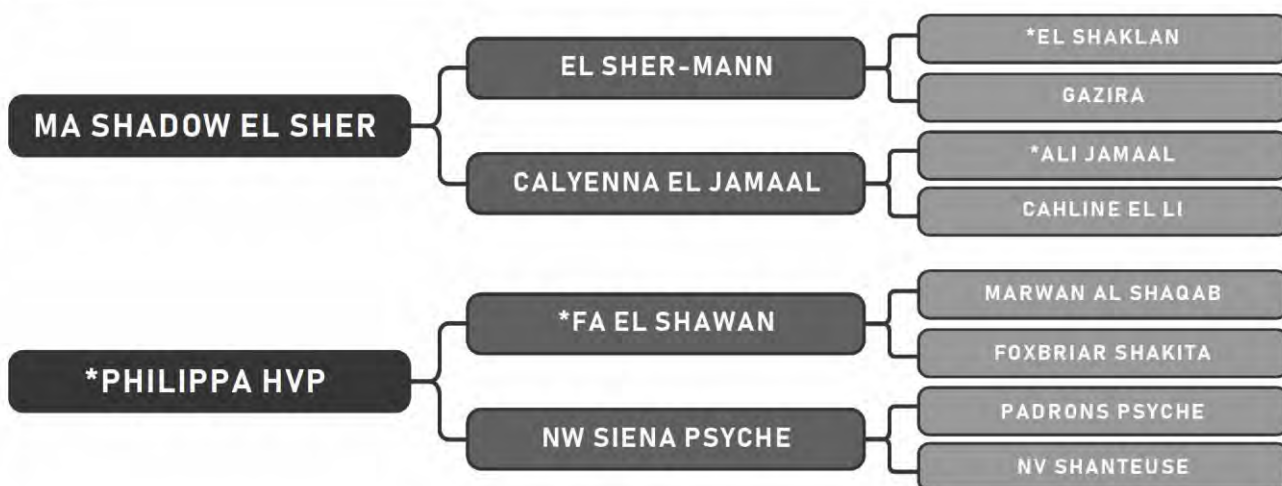 MA SHADOW EL SHER
EL SHER-MANN
*EL SHAKLAN
GAZIRA
CALYENNA EL JAMAAL
*ALI JAMAAL
CAHLINE EL LI
*PHILIPPA HVP
*FA EL SHAWAN
MARWAN AL SHAQAB
FOXBRIAR SHAKITA
NW SIENA PSYCHE
PADRONS PSYCHE
NV SHANTEUSE